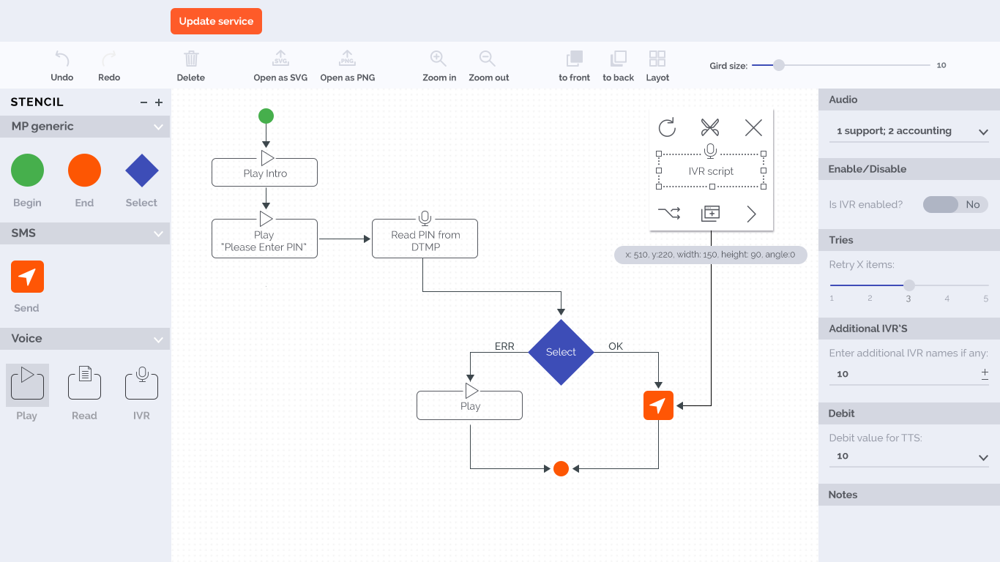 Update service
Undo
Redo
Delete
SVG
Open as SVG
PNG
Open as PNG
Zoom in
Zoom out
to front
to back
Layot
Gird size:
10
STENCIL
MP generic
Begin
End
Select
SMS
Send
Voice
Play
Read
IVR
Play Intro
Play
"Please Enter PIN"
Read PIN from
DTMP
IVR script
x: 510, y:220, width: 150, height: 90, angle:0
ERR
Select
OK
Play
Audio
1 support; 2 accounting
Enable/Disable
Is IVR enabled?
No
Tries
Retry X items:
1 2 3 4 5
Additional IVR'S
Enter additional IVR names if any:
10
Debit
Debit value for TTS:
10
Notes